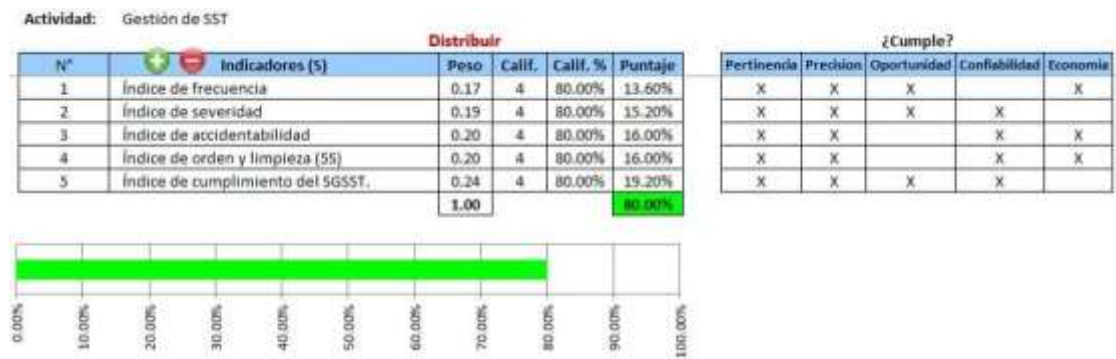 Actividad: Gestión de SST
Distribuir ¿Cumple?
N° Indicadores (5) Peso Calif. Calif. % Puntaje Pertinencia Precision Oportunidad Confiabilidad Economia
1 Índice de frecuencia 0.17 4 80.00% 13.60% X X X X
2 Índice de severidad 0.19 4 80.00% 15.20% X X X X
3 Índice de accidentabilidad 0.20 4 80.00% 16.00% X X X X
4 Índice de orden y limpieza (5S) 0.20 4 80.00% 16.00% X X X X
5 Índice de cumplimiento del SGSST. 0.24 4 80.00% 19.20% X X X X
1.00 80.00%
0.00% 10.00% 20.00% 30.00% 40.00% 50.00% 60.00% 70.00% 80.00% 90.00% 100.00%